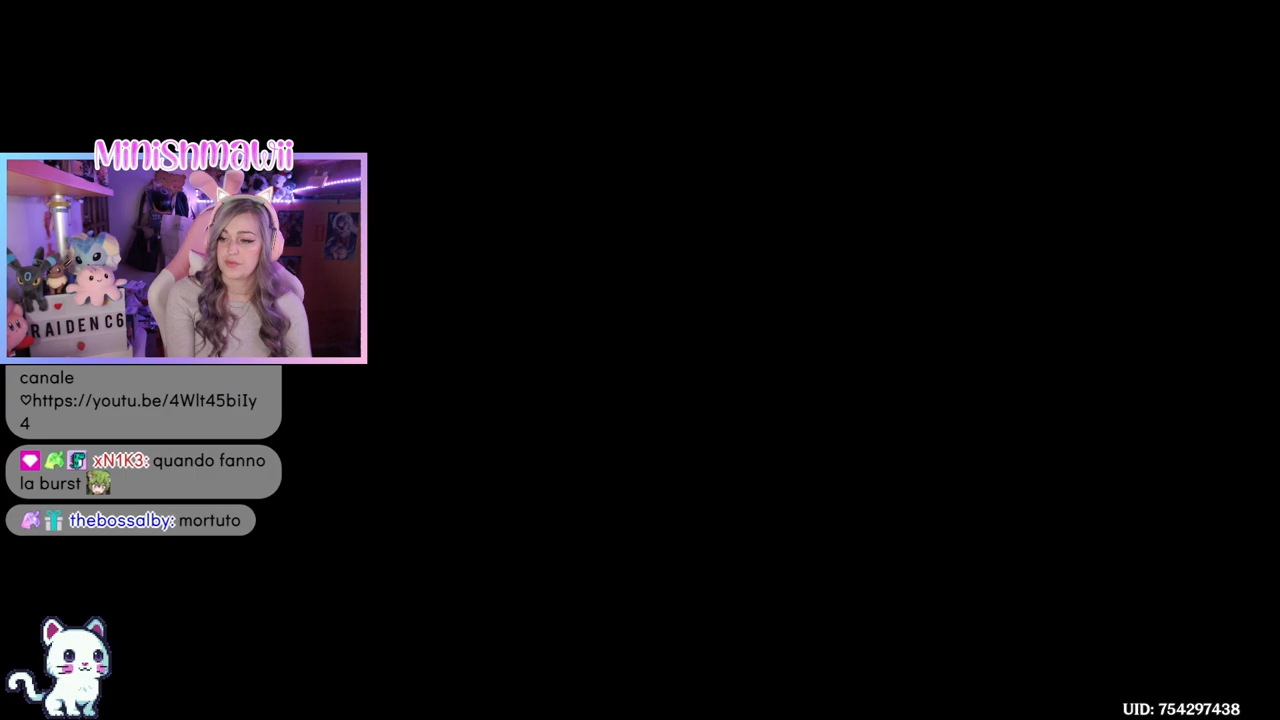 Minishmawii
RAIDEN C6
canale
♡https://youtu.be/4Wlt45biIy
4
xN1K3: quando fanno
la burst
thebossalby: mortuto
UID: 754297438